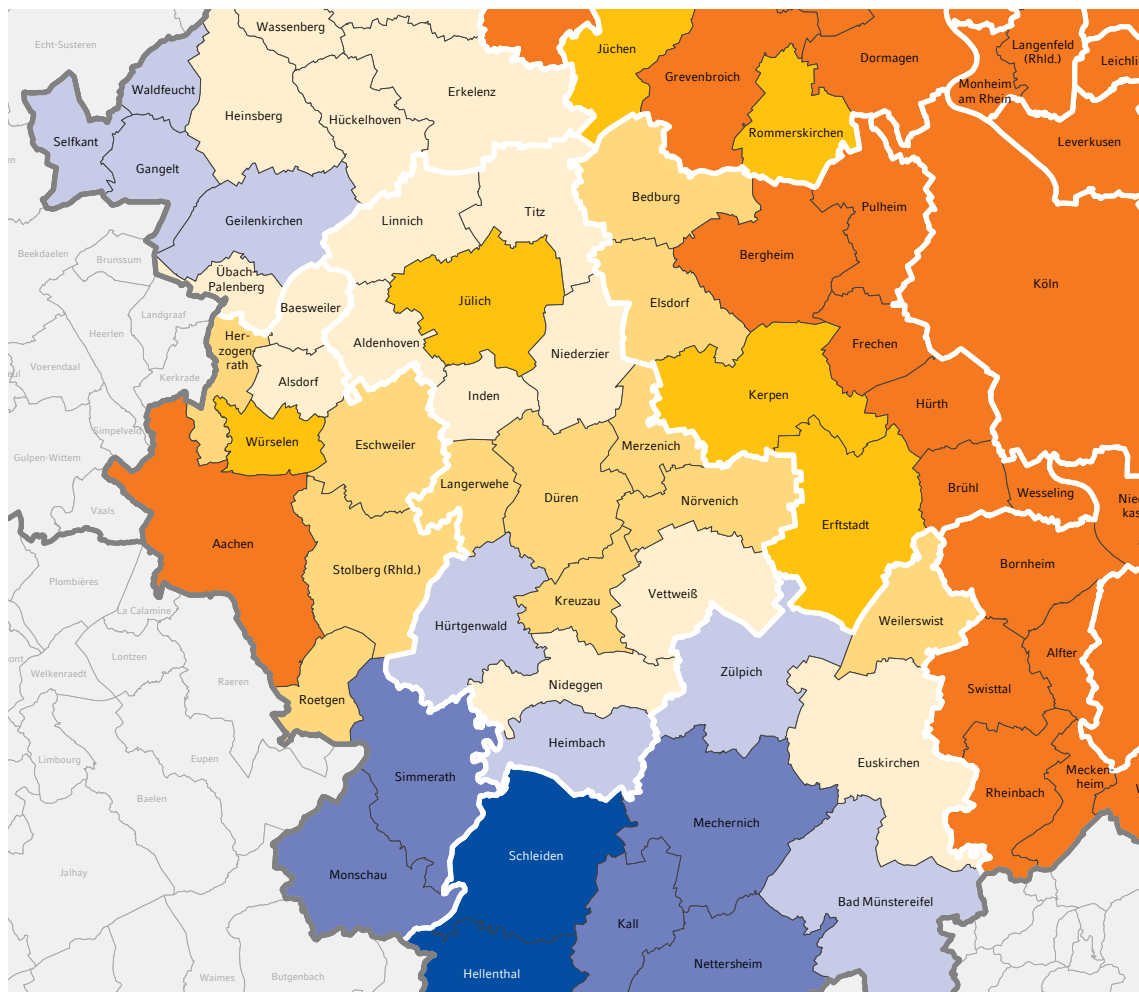 Wassenberg
Echt-Susteren
Jüchen
Langenfeld
(Rhld.)
Dormagen
Leichli
Grevenbroich
Monheim
am Rhein
Waldfeucht
Erkelenz
Heinsberg
Hückelhoven
Rommerskirchen
Leverkusen
Selfkant
en
Gangelt
Bedburg
Pulheim
Titz
Geilenkirchen
Linnich
Beekdaelen
Brunssum
Bergheim
Übach-
Palenberg
Köln
Jülich
Elsdorf
Baesweiler
Landgraaf
Heerlen
Her-
zogen-
rath
Aldenhoven
Frechen
Niederzier
Voerendaal
Kerkrade
Alsdorf
Inden
Kerpen
Hürth
Simpelveld
Würselen
Eschweiler
Merzenich
Gulpen-Wittem
Langerwehe
Düren
Nörvenich
Brühl
Wesseling
Nied
kas
Vaals
Erftstadt
Aachen
Stolberg (Rhld.)
Bornheim
Plombières
Vettweiß
Kreuzau
La Calamine
Hürtgenwald
Weilerswist
Lontzen
Alfter
mont
Welkenraedt
Raeren
Zülpich
Nideggen
Swisttal
Roetgen
Heimbach
Limbourg
Eupen
Euskirchen
Simmerath
Mecken-
heim
Rheinbach
W
Baelen
Mechernich
Schleiden
Jalhay
Monschau
Bad Münstereifel
Kall
Nettersheim
Waimes
Butgenbach
Hellenthal